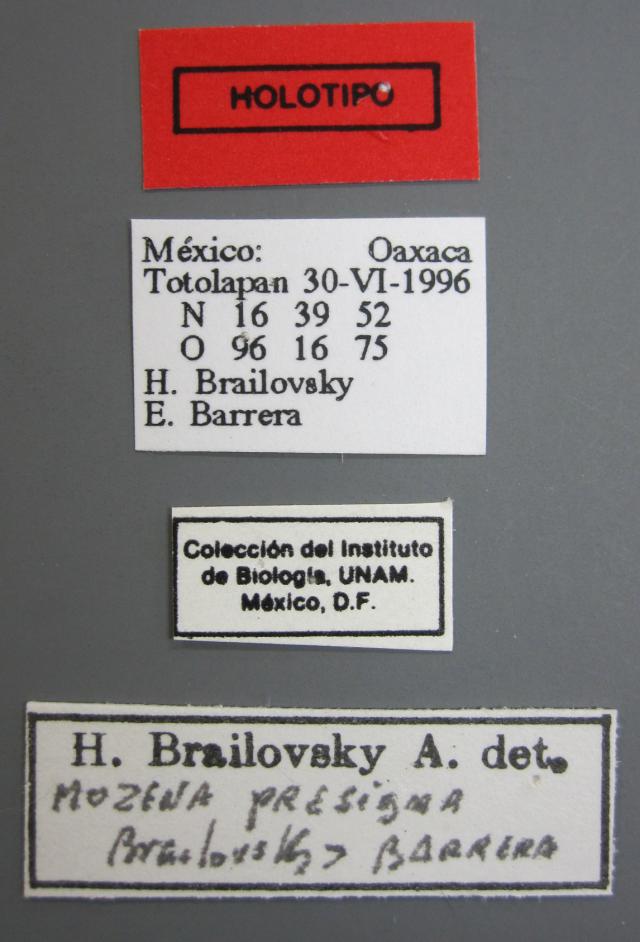 HOLOTIPO
México: Oaxaca
Totolapan 30-VI-1996
N 16 39 52
O 96 16 75
H. Brailovsky
E. Barrera
Colección del Instituto
de Biología, UNAM.
México, D.F.
H. Brailovsky A. det.
MOZENA PRESigMA
Brailovsky > BARRERA